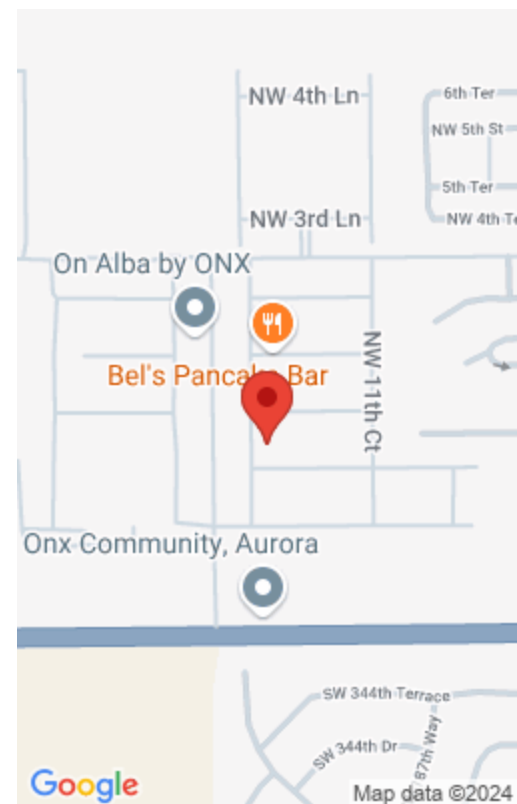 NW 4th Ln
6th Ter
NW 5th St
5th Ter
NW 3rd Ln
NW 4th Te
On Alba by ONX
Bel's Pancake Bar
NW 11th Ct
Onx Community, Aurora
SW 344th Terrace
SW 344th Dr
87th Way
Google
Map data ©2024